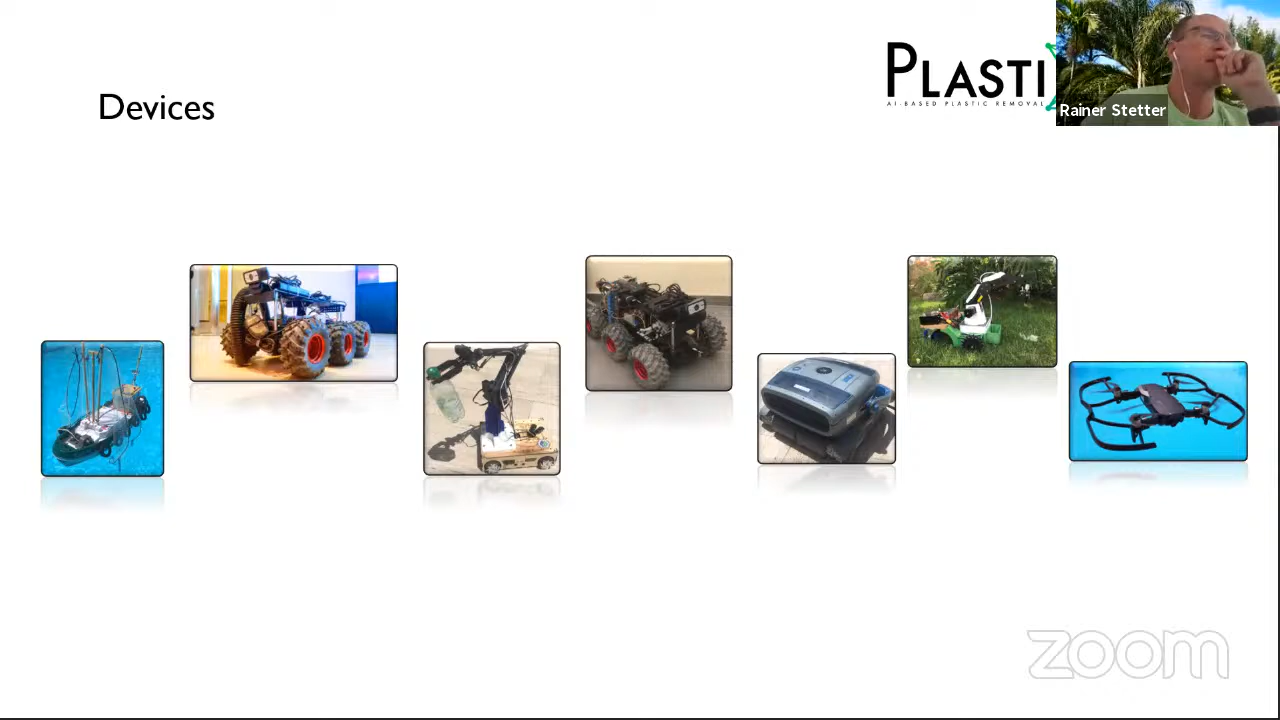 Devices
PLASTI
AI-BASED PLASTIC REMOVAL
Rainer Stetter
zoom